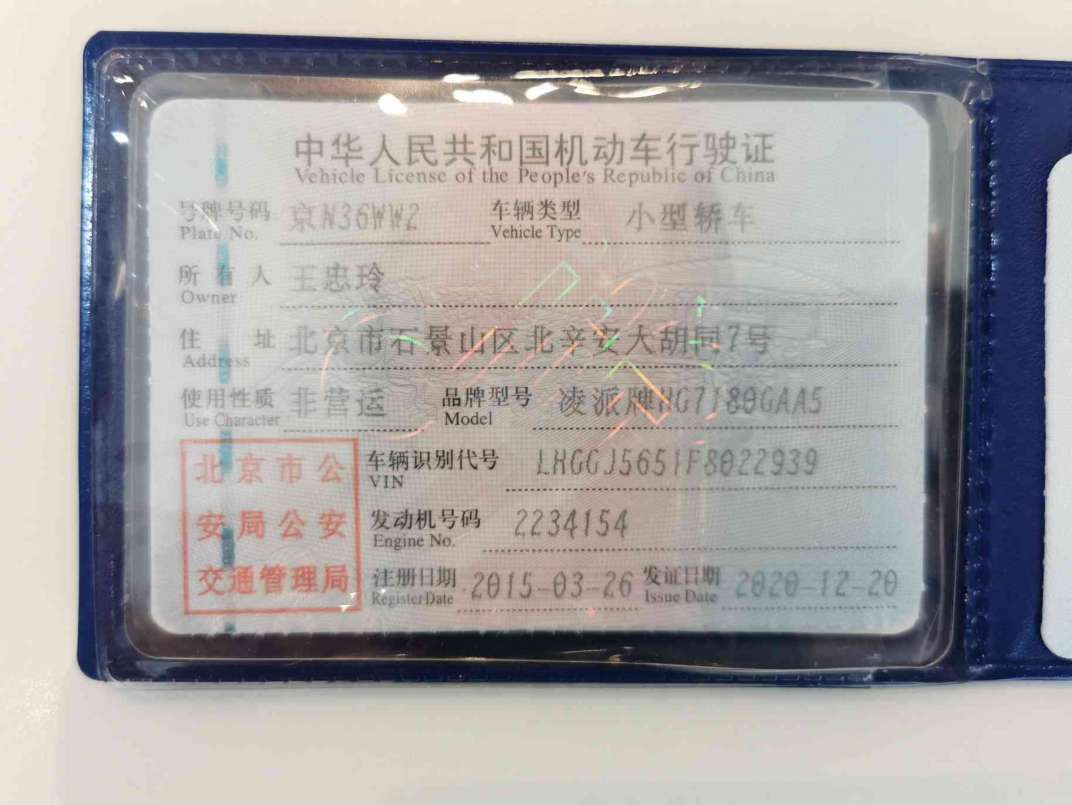 中华人民共和国机动车行驶证
Vehicle License of the People's Republic of China
号牌号码 京N36WW2 车辆类型 小型轿车
Plate No. Vehicle Type
所有人 王忠玲
Owner
住址 北京市石景山区北辛安大胡同7号
Address
使用性质 非营运 品牌型号 凌派牌HG7180GAA5
Use Character Model
北京市公 车辆识别代号 LHGGJ5651F8022939
VIN
安局公安 发动机号码 2234154
Engine No.
交通管理局 注册日期 2015-03-26 发证日期 2020-12-20
Register Date Issue Date